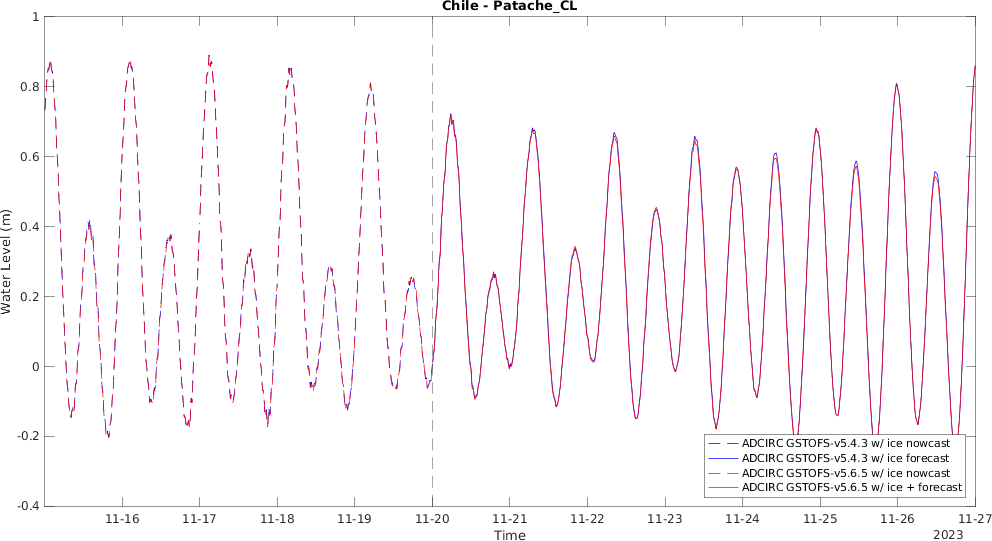 Chile - Patache_CL
Water Level (m)
1
0.8
0.6
0.4
0.2
0
-0.2
-0.4
ADCIRC GSTOFS-v5.4.3 w/ ice nowcast
ADCIRC GSTOFS-v5.4.3 w/ ice forecast
ADCIRC GSTOFS-v5.6.5 w/ ice nowcast
ADCIRC GSTOFS-v5.6.5 w/ ice + forecast
11-16 11-17 11-18 11-19 11-20 11-21 11-22 11-23 11-24 11-25 11-26 11-27
Time
2023